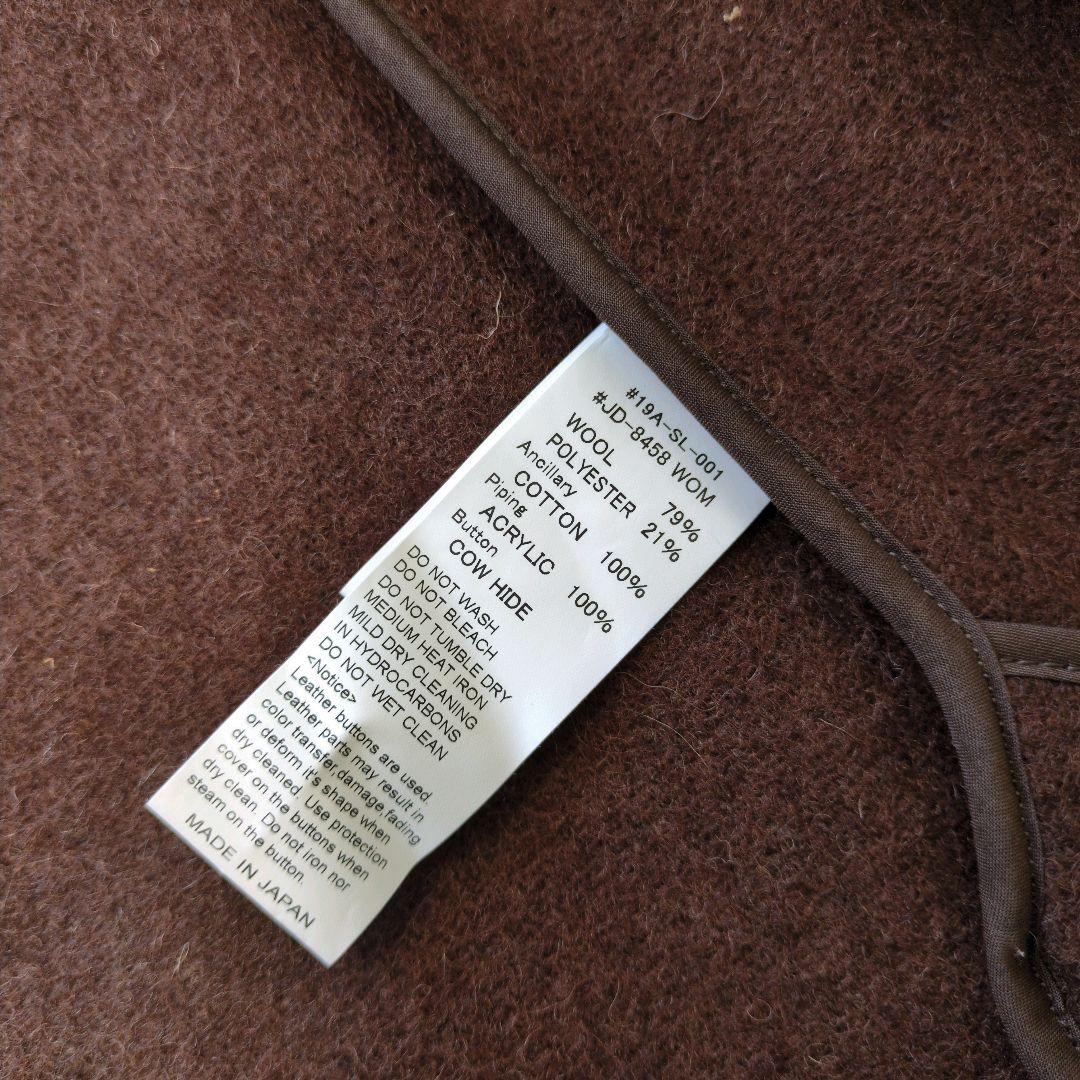 #19A-SL-001
#JD-8458 WOM
WOOL 79%
POLYESTER 21%
Ancillary
COTTON 100%
Piping
ACRYLIC 100%
Button
COW HIDE
DO NOT WASH
DO NOT BLEACH
DO NOT TUMBLE DRY
MEDIUM HEAT IRON
MILD DRY CLEANING
IN HYDROCARBONS
DO NOT WET CLEAN
<Notice>
Leather buttons are used.
Leather parts may result in
color transfer,damage,fading
or deform it's shape when
dry cleaned. Use protection
cover on the buttons when
dry clean. Do not iron nor
steam on the button.
MADE IN JAPAN